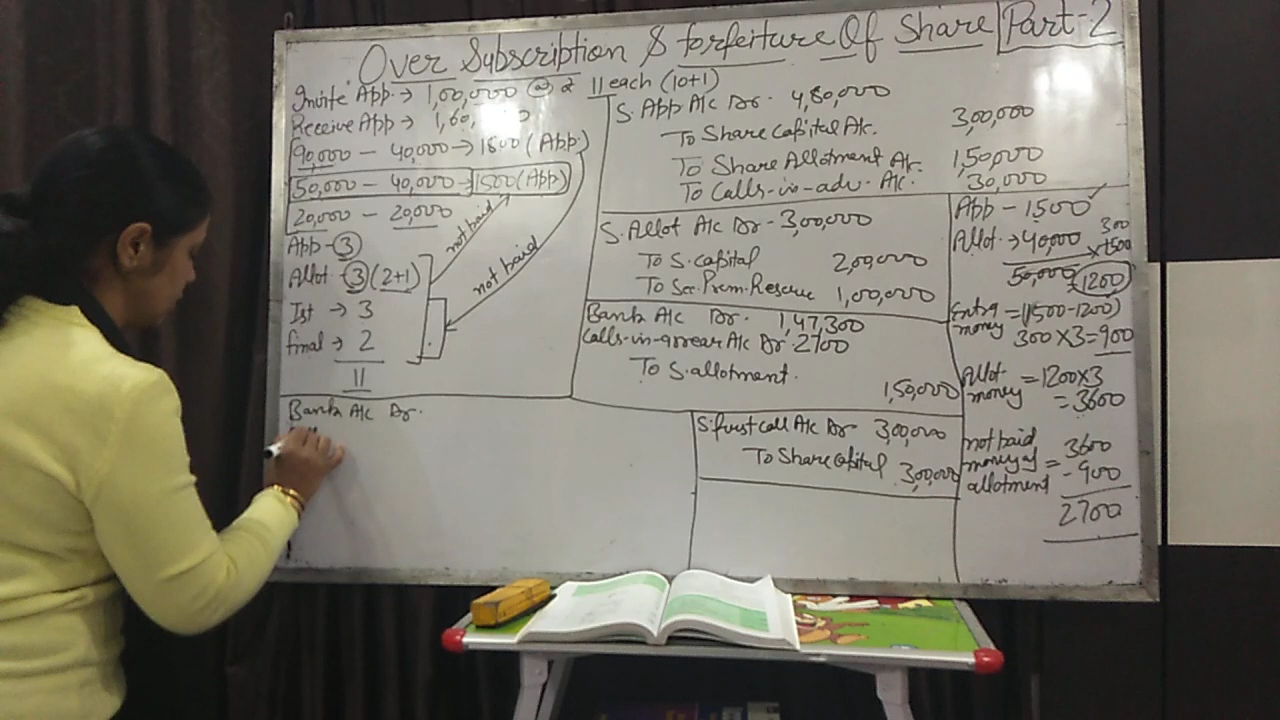 Over Subscription & Forfeiture Of Share Part-2
Invite App → 1,00,000 @ ₹ 11 each (10+1)
Receive App → 1,60,
90,000 - 40,000 → 1800 (App.)
50,000 - 40,000 → 1500 (App)
20,000 - 20,000
App - 3
Allot - 3 (2+1)
Ist → 3
final → 2
11
not paid
not paid
S. App A/c Dr. 4,80,000
To Share Capital A/c. 3,00,000
To Share Allotment A/c. 1,50,000
To Calls-in-adv. A/c. 30,000
S. Allot A/c Dr - 3,00,000
To S. Capital 2,00,000
To Sec. Prem. Reserve 1,00,000
Bank A/c Dr. 1,47,300
Calls-in-arrear A/c Dr. 2700
To S. allotment. 1,50,000
App - 1500 ✓
Allot. → 40,000 × 1500 300
50,000 = 1200
Extra money = (1500-1200)
300 × 3 = 900
Allot money = 1200×3
= 3600
not paid money of allotment = 3600
- 900
2700
Bank A/c Dr.
S. first call A/c Dr 3,00,000
To Share Capital 3,00,000